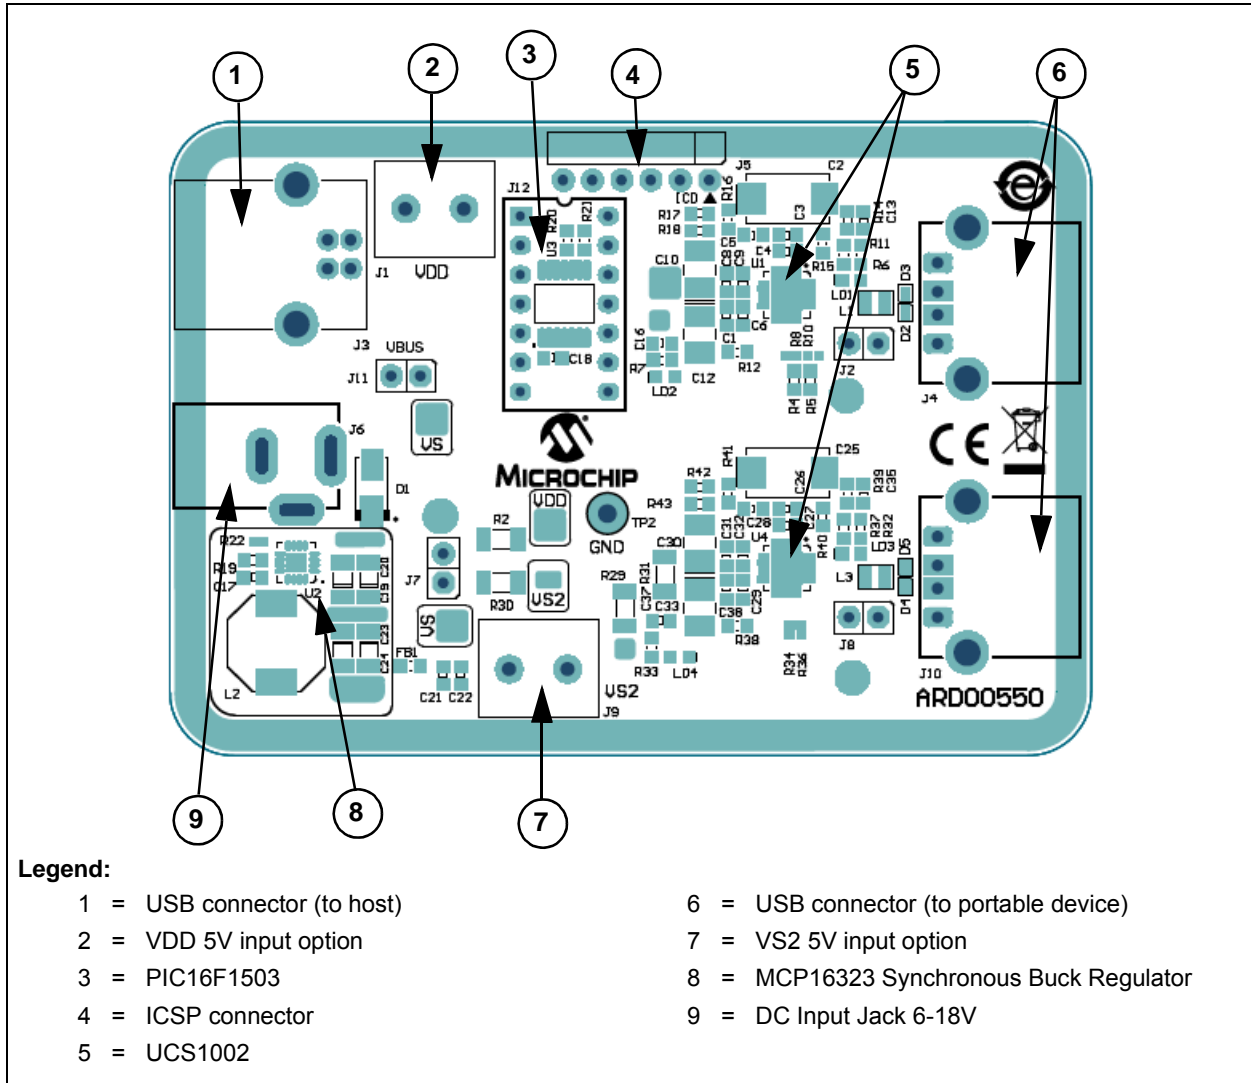 1
2
3
4
5
6
J1
VDD
J12
R20
R21
U3
C18
ICD
J5
R16
C2
C3
R17
R18
C5
C4
U1
R15
R14
C13
R11
R6
LD1
L1
D3
D2
C10
C8
C9
C6
C1
R12
C12
C16
R7
LD2
R8
R10
R4
R5
J2
J4
J3
VBUS
J11
VS
J6
D1
MICROCHIP
VDD
TP2
GND
R41
R42
R43
C25
C26
C28
C27
U4
R40
R39
C35
R37
R32
L3
D5
D4
C30
C31
C32
R31
R29
C37
C33
C38
C29
R38
R33
LD4
R34
R36
J8
J10
ARD00550
R22
R19
C17
U2
C20
C19
C23
C24
L2
FB1
C21
C22
J7
R2
R30
VS2
VS
VS2
J9
9
8
7
Legend:
1 = USB connector (to host)
2 = VDD 5V input option
3 = PIC16F1503
4 = ICSP connector
5 = UCS1002
6 = USB connector (to portable device)
7 = VS2 5V input option
8 = MCP16323 Synchronous Buck Regulator
9 = DC Input Jack 6-18V